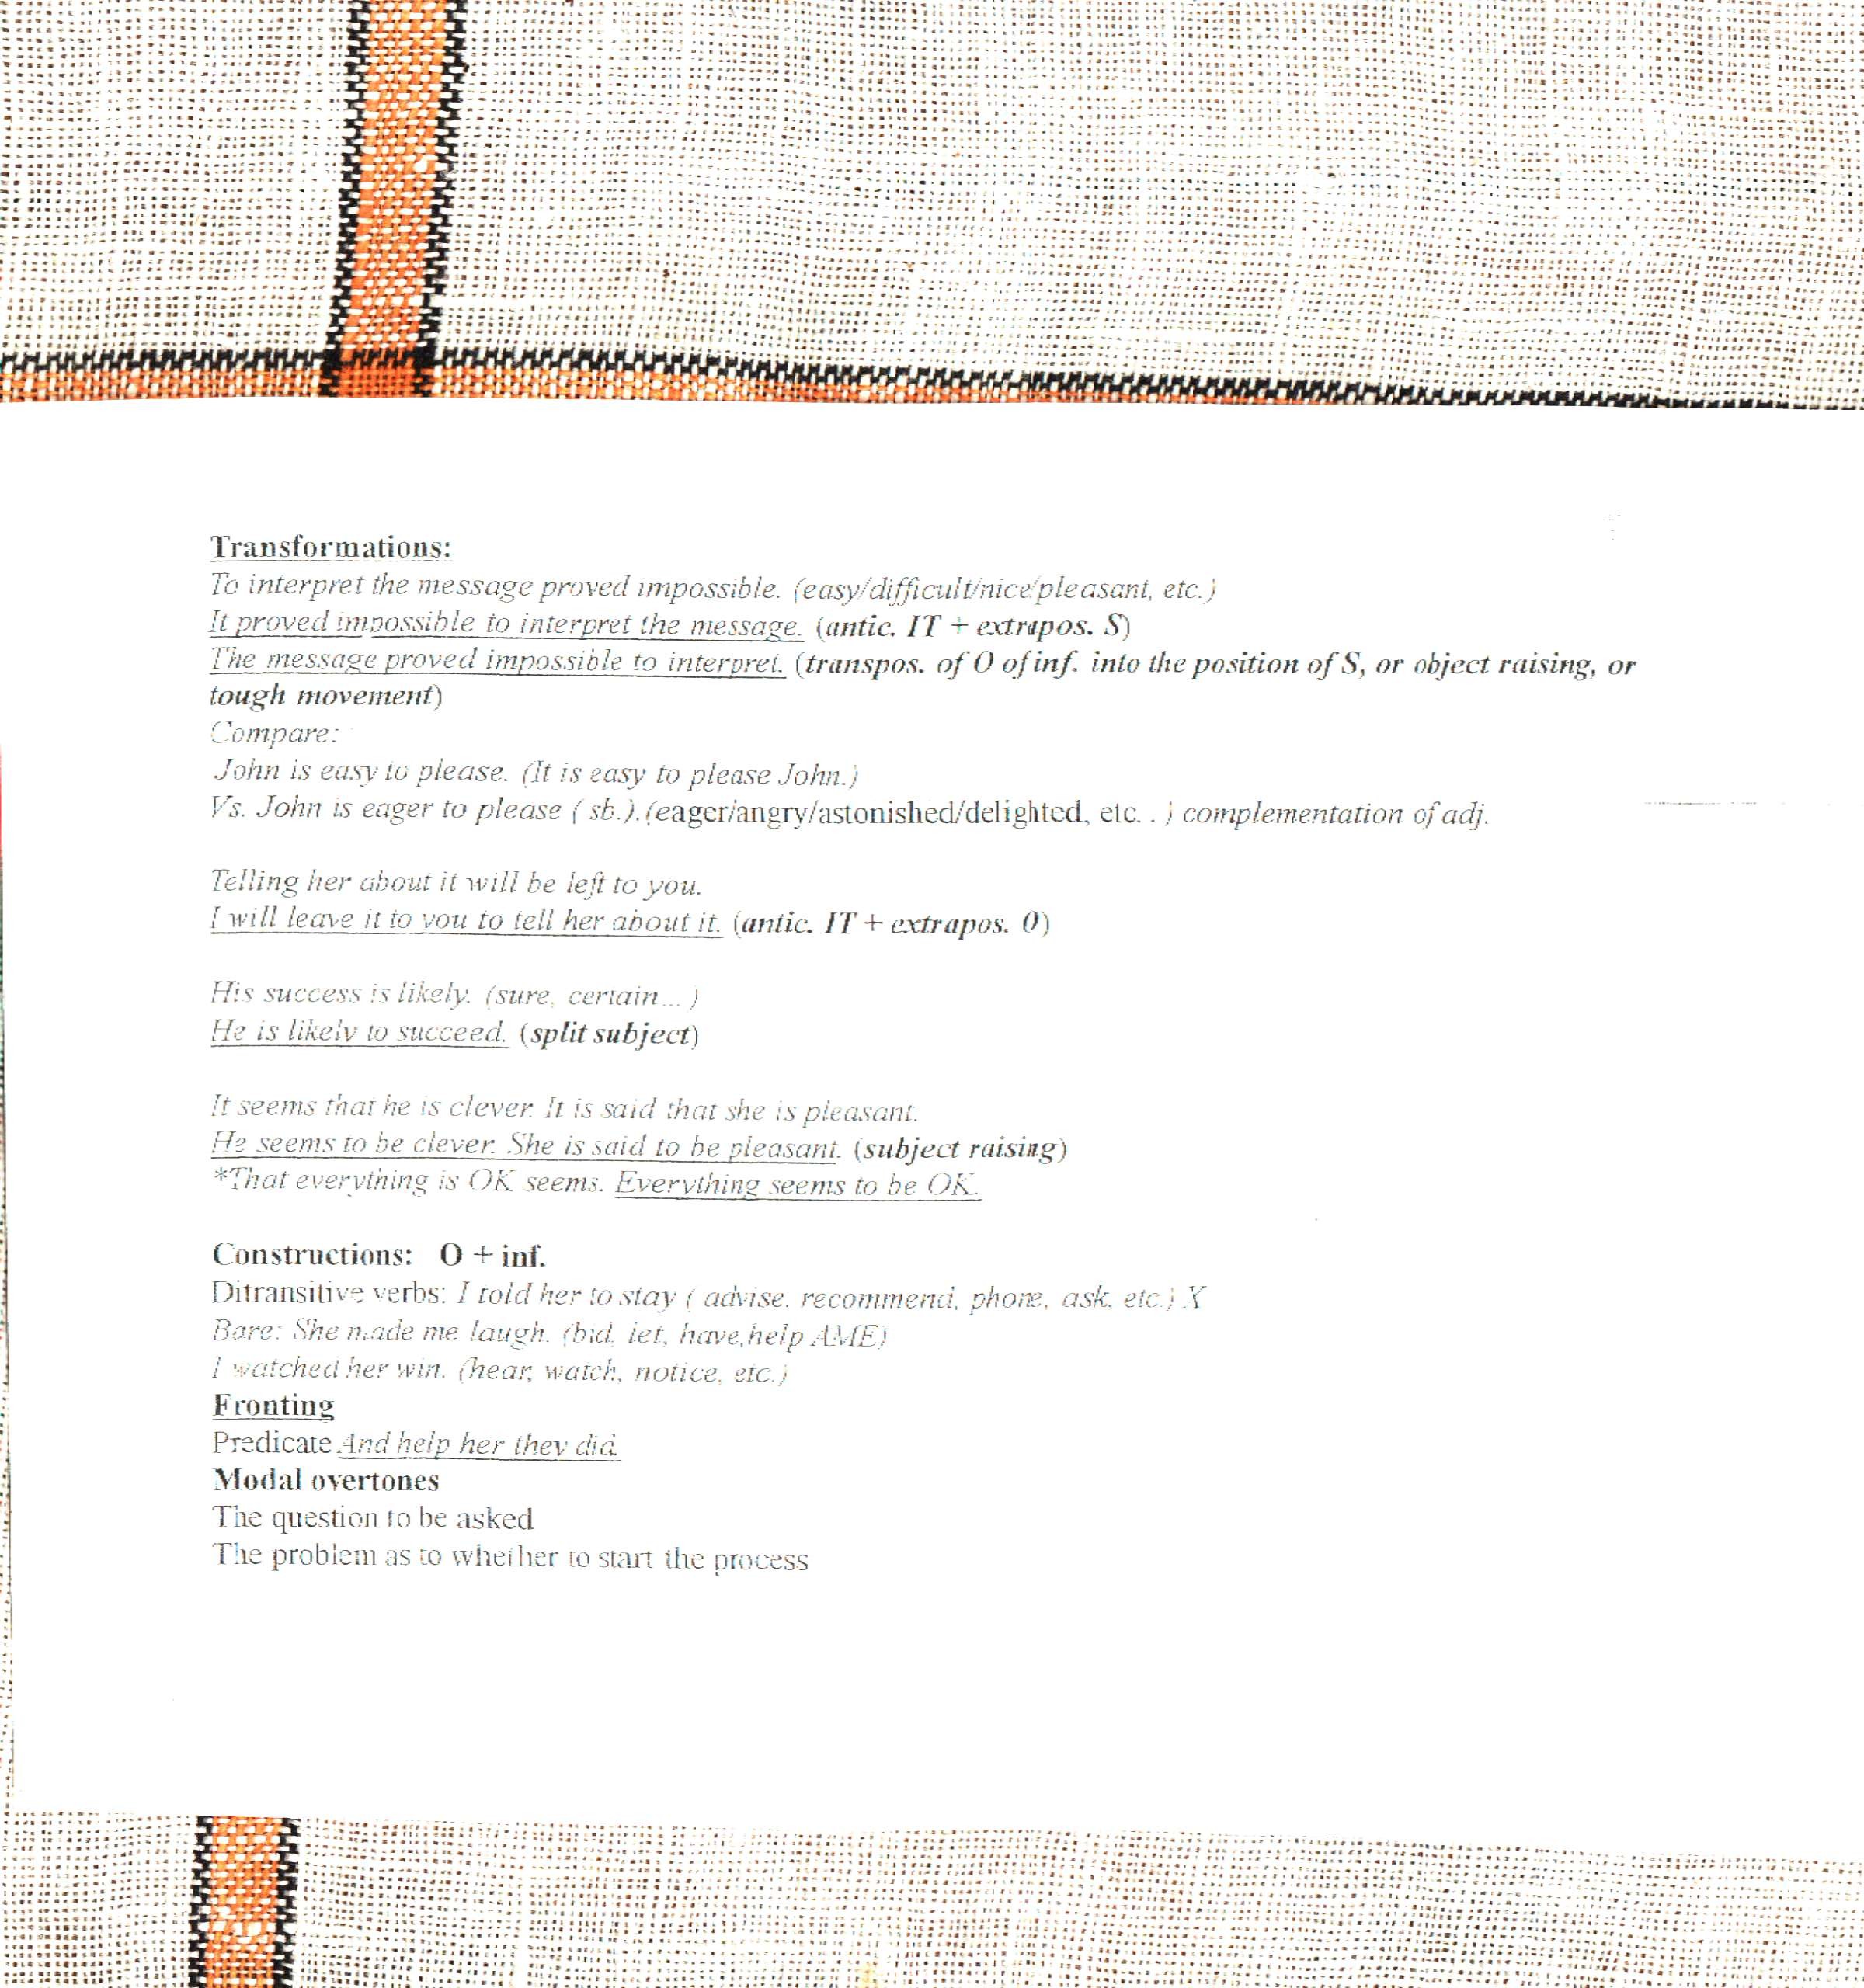 Transformations:
To interpret the message proved impossible. (easy/difficult/nice/pleasant, etc.)
It proved impossible to interpret the message. (antic. IT + extrapos. S)
The message proved impossible to interpret. (transpos. of O of inf. into the position of S, or object raising, or
tough movement)
Compare:
John is easy to please. (It is easy to please John.)
Vs. John is eager to please ( sb.). (eager/angry/astonished/delighted, etc. . ) complementation of adj.
Telling her about it will be left to you.
I will leave it to you to tell her about it. (antic. IT + extrapos. O)
His success is likely. (sure, certain... )
He is likely to succeed. (split subject)
It seems that he is clever. It is said that she is pleasant.
He seems to be clever. She is said to be pleasant. (subject raising)
*That everything is OK seems. Everything seems to be OK.
Constructions: O + inf.
Ditransitive verbs: I told her to stay ( advise, recommend, phone, ask, etc.) X
Bare: She made me laugh. (bid, let, have,help AME)
I watched her win. (hear, watch, notice, etc.)
Fronting
Predicate And help her they did.
Modal overtones
The question to be asked
The problem as to whether to start the process